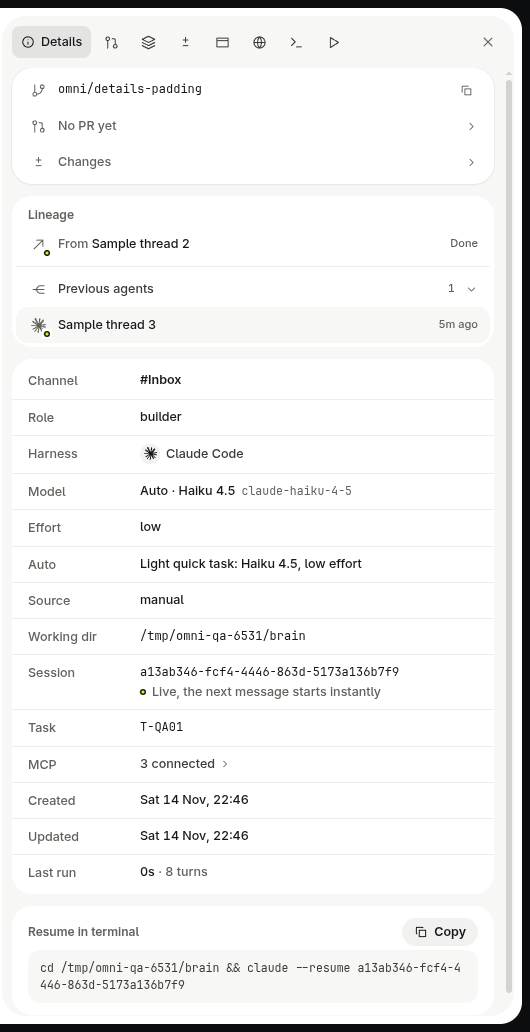 Details
omni/details-padding
No PR yet
Changes
Lineage
From Sample thread 2 Done
Previous agents 1
Sample thread 3 5m ago
Channel #Inbox
Role builder
Harness Claude Code
Model Auto · Haiku 4.5 claude-haiku-4-5
Effort low
Auto Light quick task: Haiku 4.5, low effort
Source manual
Working dir /tmp/omni-qa-6531/brain
Session a13ab346-fcf4-4446-863d-5173a136b7f9
Live, the next message starts instantly
Task T-QA01
MCP 3 connected
Created Sat 14 Nov, 22:46
Updated Sat 14 Nov, 22:46
Last run 0s · 8 turns
Resume in terminal Copy
cd /tmp/omni-qa-6531/brain && claude --resume a13ab346-fcf4-4
446-863d-5173a136b7f9